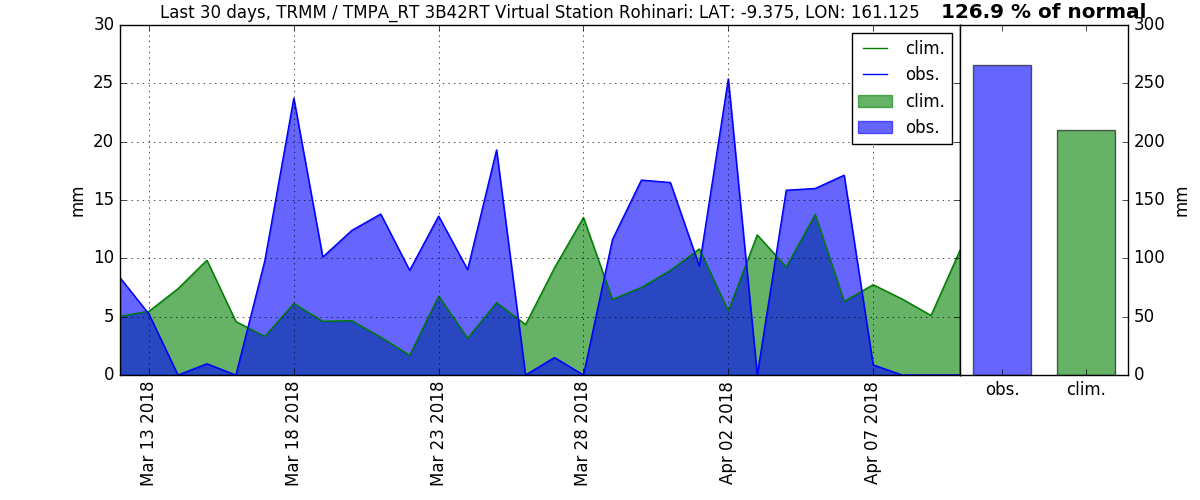 Last 30 days, TRMM / TMPA_RT 3B42RT Virtual Station Rohinari: LAT: -9.375, LON: 161.125
126.9 % of normal
30
25
20
15
10
5
0
mm
clim.
obs.
clim.
obs.
Mar 13 2018
Mar 18 2018
Mar 23 2018
Mar 28 2018
Apr 02 2018
Apr 07 2018
300
250
200
150
100
50
0
mm
obs.
clim.